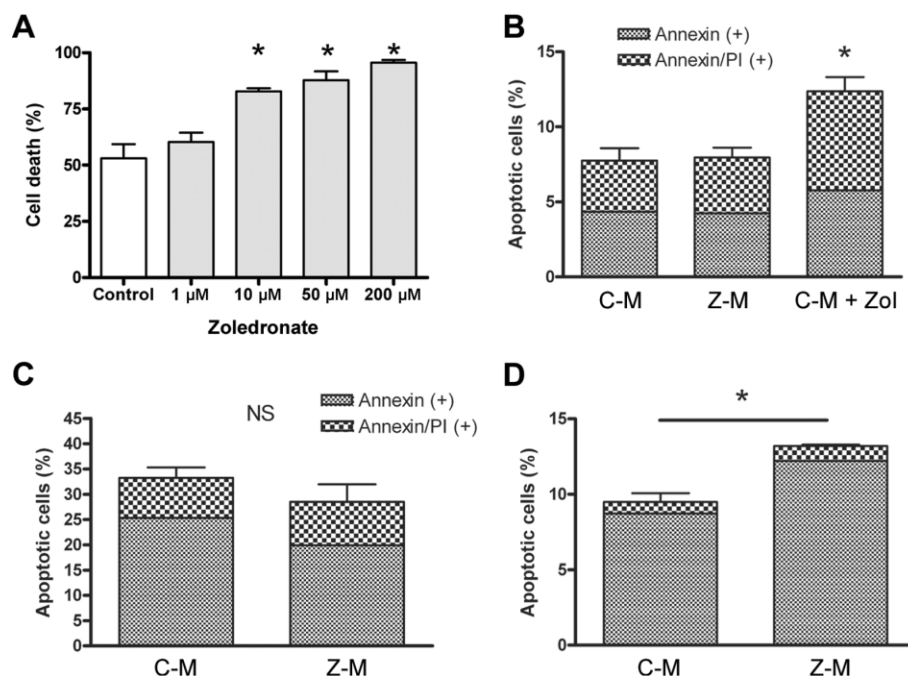 A
Cell death (%)
100
75
50
25
0
* * *
Control 1 µM 10 µM 50 µM 200 µM
Zoledronate
B
Annexin (+)
Annexin/PI (+)
Apoptotic cells (%)
15
10
5
0
*
C-M Z-M C-M + Zol
C
NS
Annexin (+)
Annexin/PI (+)
Apoptotic cells (%)
45
40
35
30
25
20
15
10
5
0
C-M Z-M
D
*
Apoptotic cells (%)
15
10
5
0
C-M Z-M